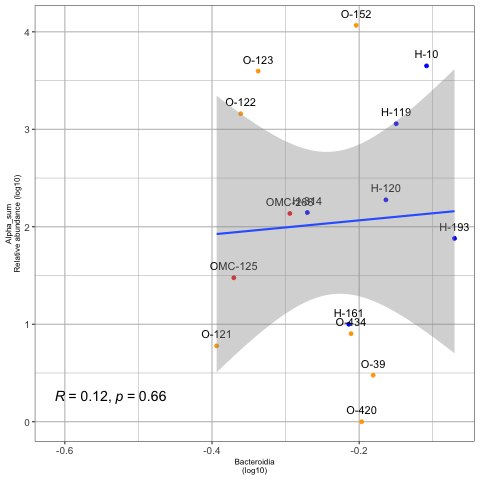 O-152
H-10
O-123
O-122
H-119
H-120
H-193
OMC-125
H-161
O-434
O-121
O-39
O-420
R = 0.12, p = 0.66
4
3
2
1
0
-0.6
-0.4
-0.2
Alpha_sum
Relative abundance (log10)
Bacteroidia
(log10)